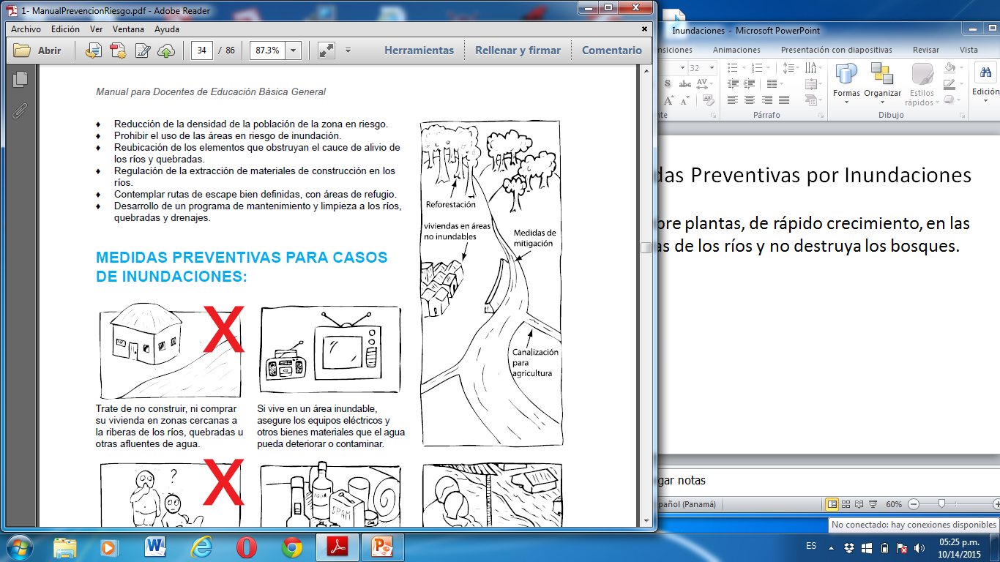 1- ManualPrevencionRiesgo.pdf - Adobe Reader
Archivo Edición Ver Ventana Ayuda
Abrir 34 / 86 87.3% Herramientas Rellenar y firmar Comentario
Manual para Docentes de Educación Básica General
♦ Reducción de la densidad de la población de la zona en riesgo.
♦ Prohibir el uso de las áreas en riesgo de inundación.
♦ Reubicación de los elementos que obstruyan el cauce de alivio de
los ríos y quebradas.
♦ Regulación de la extracción de materiales de construcción en los
ríos.
♦ Contemplar rutas de escape bien definidas, con áreas de refugio.
♦ Desarrollo de un programa de mantenimiento y limpieza a los ríos,
quebradas y drenajes.
MEDIDAS PREVENTIVAS PARA CASOS
DE INUNDACIONES:
X
Trate de no construir, ni comprar
su vivienda en zonas cercanas a
la riberas de los ríos, quebradas u
otras afluentes de agua.
Si vive en un área inundable,
asegure los equipos eléctricos y
otros bienes materiales que el agua
pueda deteriorar o contaminar.
Reforestación
viviendas en áreas
no inundables
Medidas de
mitigación
Canalización
para
agricultura
?
X
AGUA
SPAM
Inundaciones - Microsoft PowerPoint
nsiciones Animaciones Presentación con diapositivas Revisar Vista
32
S abc AV
Aa A
A A
Formas Organizar Estilos
rápidos
Edición
nte Párrafo Dibujo
das Preventivas por Inundaciones
bre plantas, de rápido crecimiento, en las
as de los ríos y no destruya los bosques.
gar notas
pañol (Panamá) 60%
No conectado: hay conexiones disponibles
ES 05:25 p.m.
10/14/2015